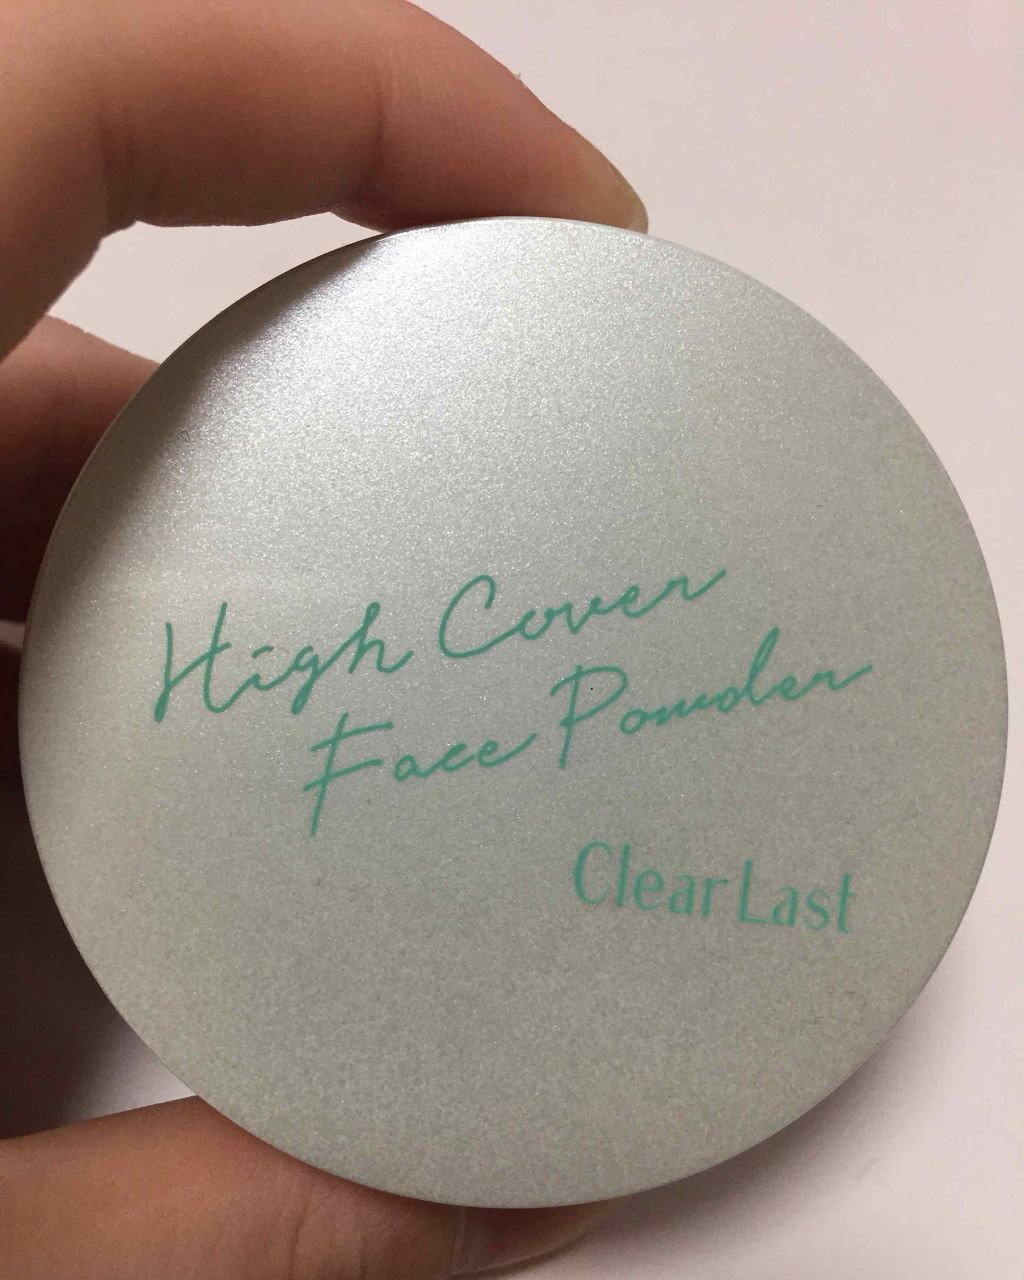 High Cover
Face Powder
Clear Last